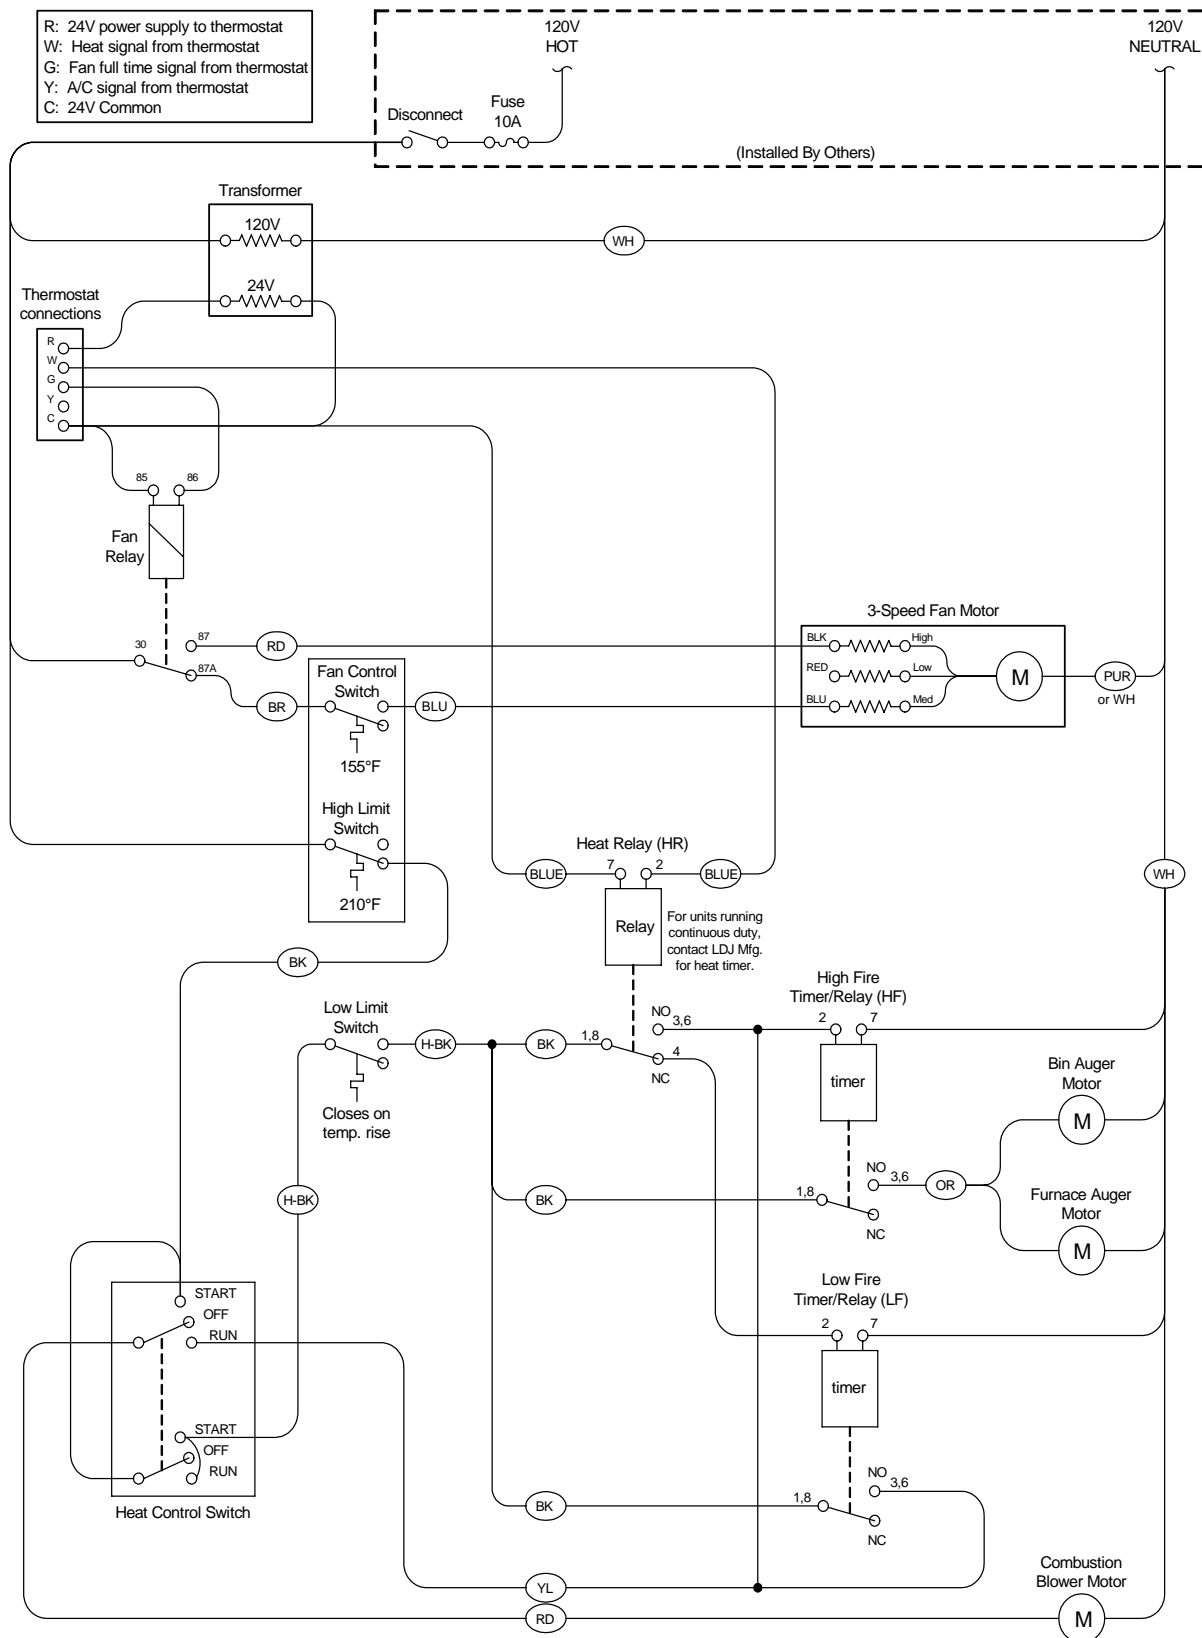 R: 24V power supply to thermostat
W: Heat signal from thermostat
G: Fan full time signal from thermostat
Y: A/C signal from thermostat
C: 24V Common
120V
HOT
120V
NEUTRAL
Disconnect
Fuse
10A
(Installed By Others)
Transformer
120V
WH
24V
Thermostat
connections
R
W
G
Y
C
85
86
Fan
Relay
3-Speed Fan Motor
30
87
RD
BLK
High
87A
RED
Low
M
PUR
or WH
Fan Control
Switch
BR
BLU
BLU
Med
155°F
High Limit
Switch
210°F
Heat Relay (HR)
BLUE
7
2
BLUE
WH
Relay
For units running
continuous duty,
contact LDJ Mfg.
for heat timer.
BK
High Fire
Timer/Relay (HF)
Low Limit
Switch
H-BK
BK
1,8
NO
3,6
4
NC
2
7
timer
Closes on
temp. rise
Bin Auger
Motor
M
H-BK
BK
1,8
NO
3,6
NC
OR
Furnace Auger
Motor
M
START
OFF
RUN
Low Fire
Timer/Relay (LF)
2
7
timer
START
OFF
RUN
Heat Control Switch
BK
1,8
NO
3,6
NC
YL
RD
Combustion
Blower Motor
M